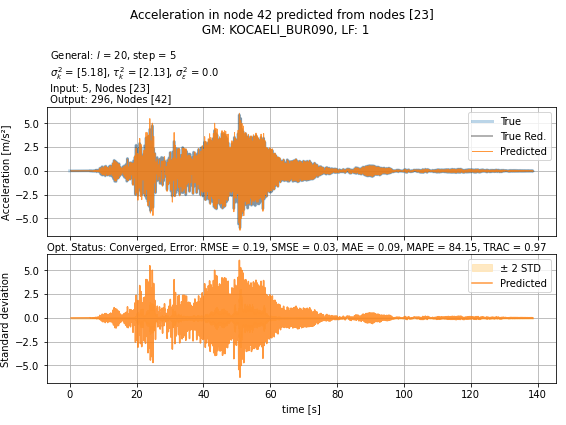 Acceleration in node 42 predicted from nodes [23]
GM: KOCAELI_BUR090, LF: 1
General: l = 20, step = 5
σ²ₖ = [5.18], τ²ₖ = [2.13], σ²ε = 0.0
Input: 5, Nodes [23]
Output: 296, Nodes [42]
True
True Red.
Predicted
Acceleration [m/s²]
5.0
2.5
0.0
−2.5
−5.0
Opt. Status: Converged, Error: RMSE = 0.19, SMSE = 0.03, MAE = 0.09, MAPE = 84.15, TRAC = 0.97
± 2 STD
Predicted
Standard deviation
5.0
2.5
0.0
−2.5
−5.0
0 20 40 60 80 100 120 140
time [s]